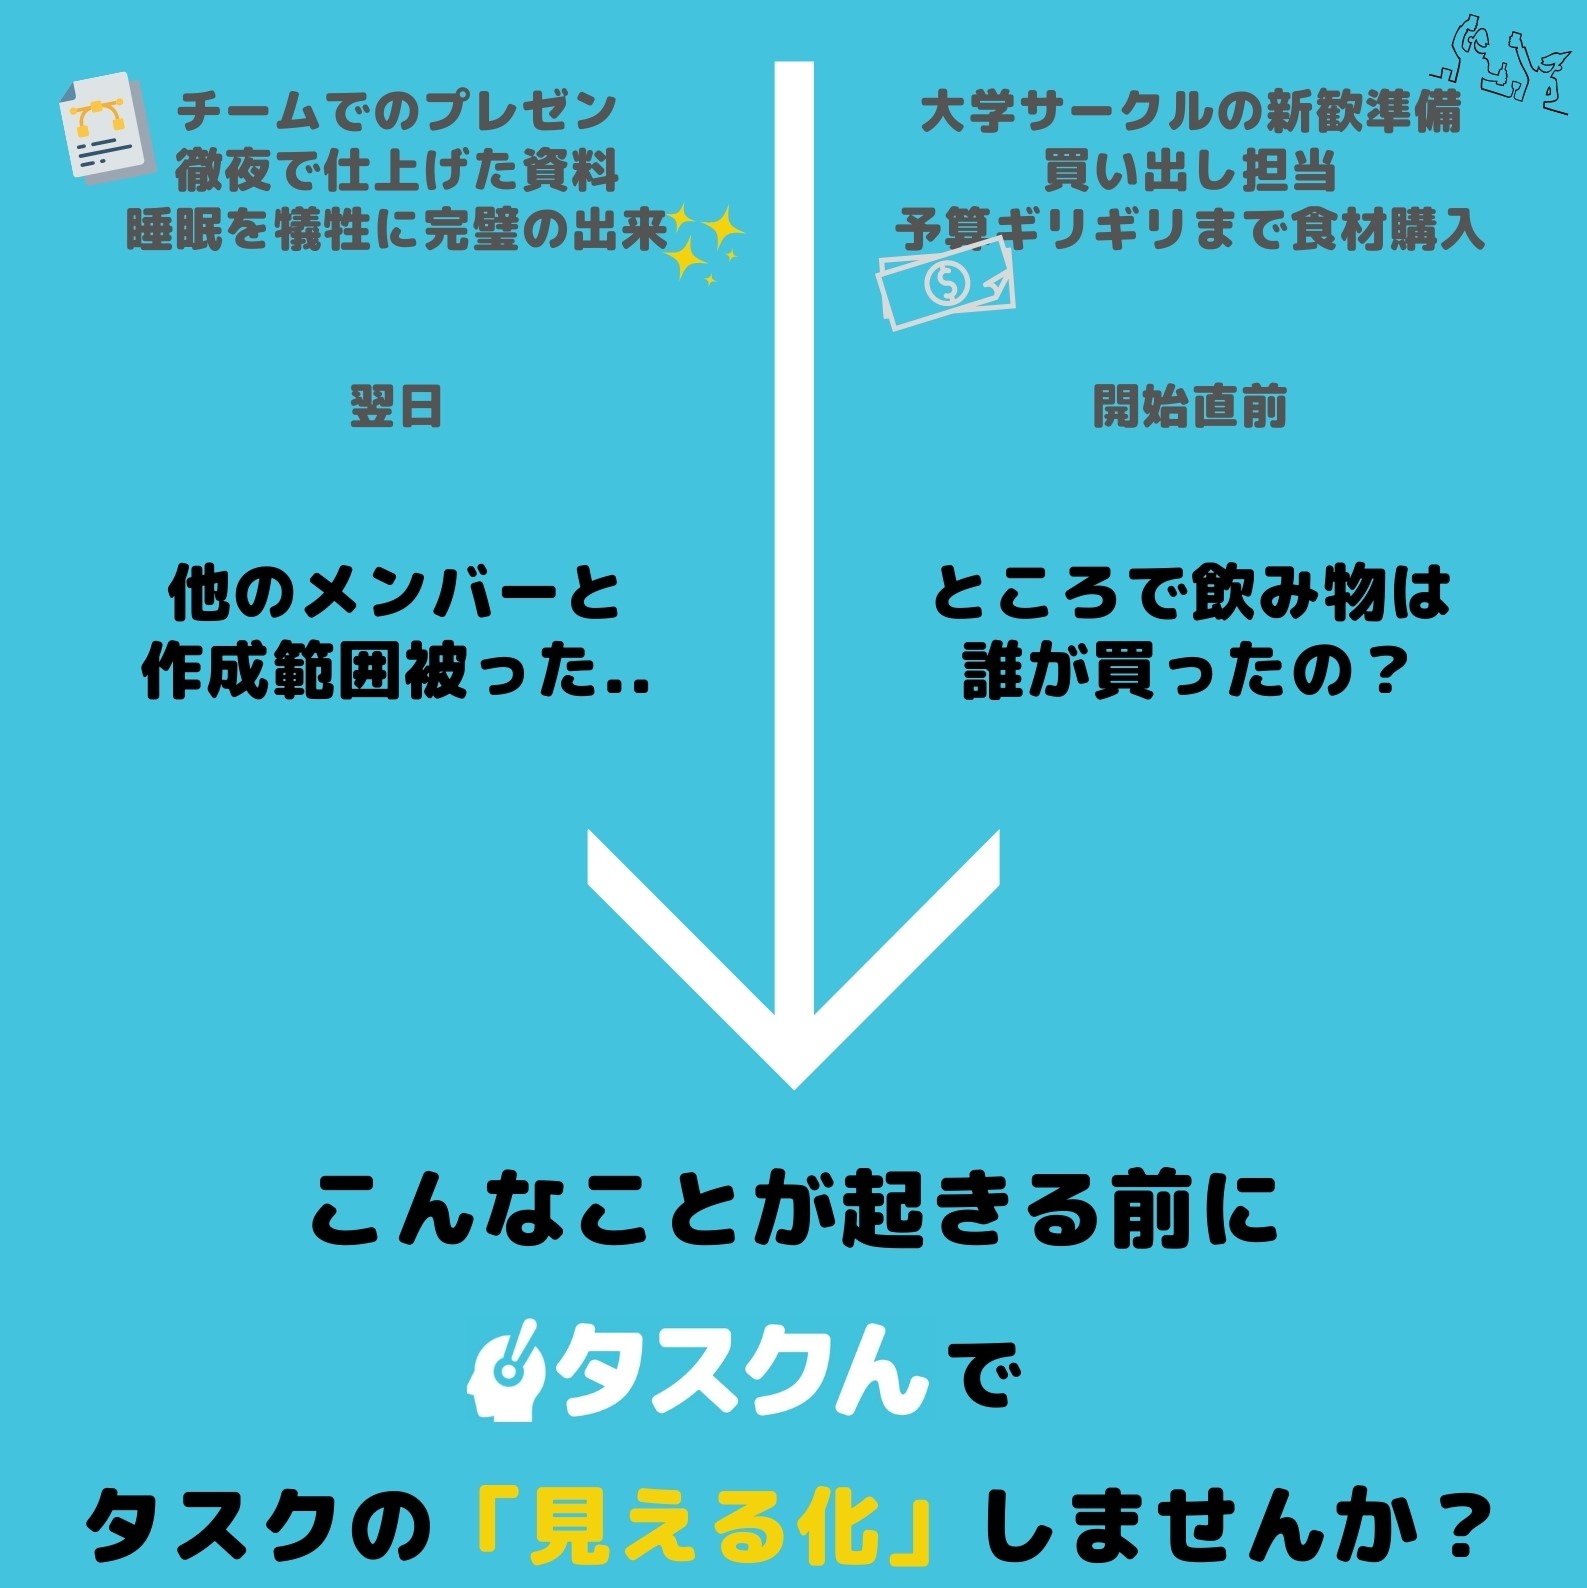 チームでのプレゼン
徹夜で仕上げた資料
睡眠を犠牲に完璧の出来
翌日
他のメンバーと
作成範囲被った..
大学サークルの新歓準備
買い出し担当
予算ギリギリまで食材購入
開始直前
ところで飲み物は
誰が買ったの？
こんなことが起きる前に
タスクんで
タスクの「見える化」しませんか？